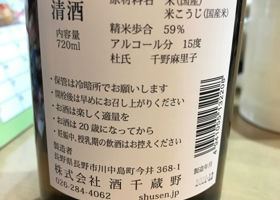 清酒
原材料名 米(国産)
米こうじ(国産米)
内容量
720ml
精米歩合 59%
アルコール分 15度
杜氏 千野麻里子
・保管は冷暗所でお願いします
・開栓後は早めにお召し上がりください
・お酒は楽しく適量を
・お酒は20歳になってから
・妊娠中、授乳期の飲酒はお控えください
製造者
長野県長野市川中島町今井368-1
株式会社 酒千蔵野
026-284-4062 shusen.jp
製造年月